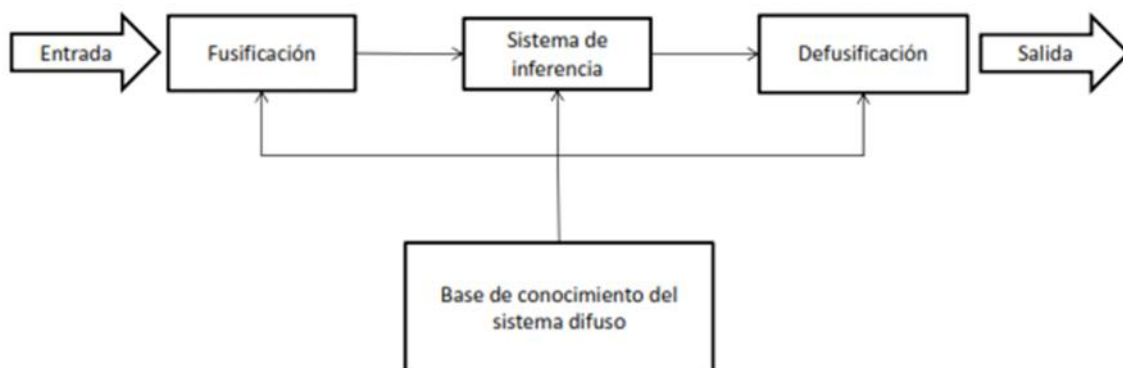 Entrada
Fusificación
Sistema de
inferencia
Defusificación
Salida
Base de conocimiento del
sistema difuso